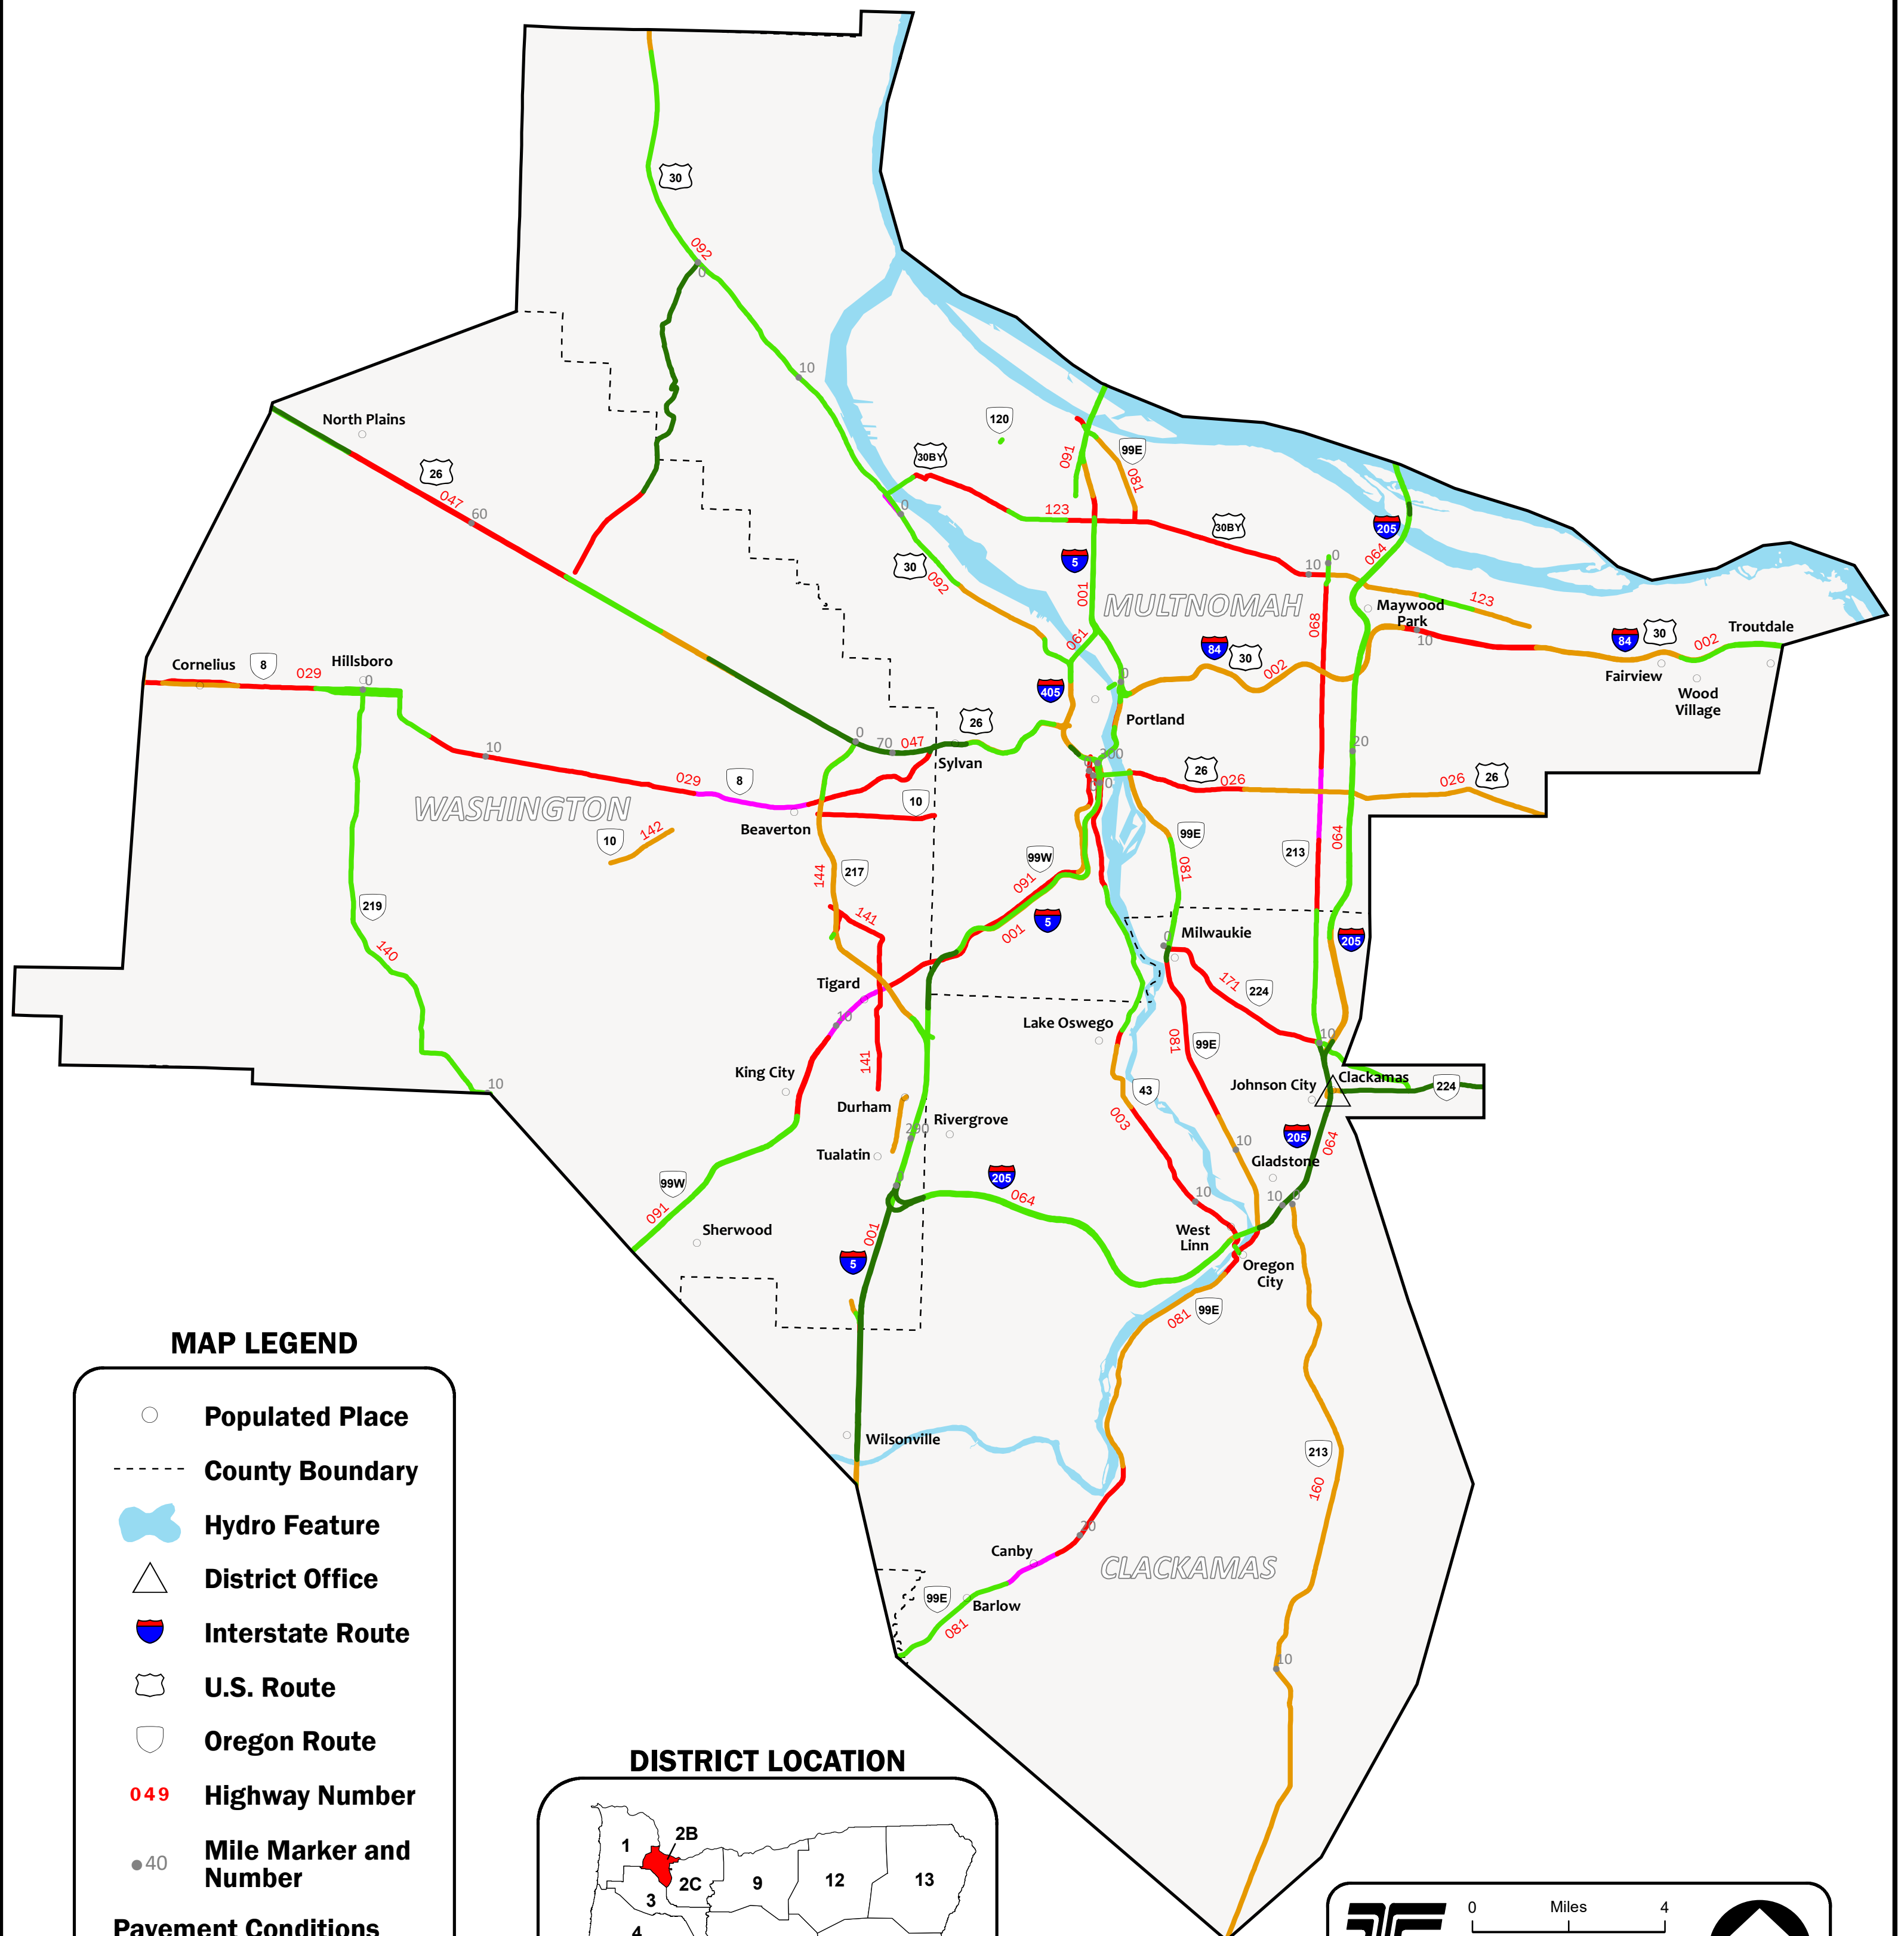 30
092
0
10
North Plains
26
047
60
120
30BY
091
99E
081
0
123
30BY
205
064
5
30
092
001
10
0
MULTNOMAH
Maywood
Park
123
10
068
061
84
30
002
84
30
002
Troutdale
Fairview
Wood
Village
Cornelius
8
029
Hillsboro
0
405
0
Portland
26
0
70
047
Sylvan
10
20
300
26
026
026
26
029
8
WASHINGTON
10
Beaverton
10
142
99W
99E
081
213
064
144
217
091
219
141
001
5
140
0
Milwaukie
205
171
224
Tigard
10
Lake Oswego
081
99E
10
141
King City
Johnson City
Clackamas
224
43
Durham
003
Rivergrove
290
Tualatin
10
205
064
Gladstone
99W
0
205
064
10
10
091
Sherwood
001
West
Linn
5
Oregon
City
081
99E
Wilsonville
213
160
20
Canby
CLACKAMAS
99E
Barlow
081
10
MAP LEGEND
Populated Place
County Boundary
Hydro Feature
District Office
Interstate Route
U.S. Route
Oregon Route
049
Highway Number
40
Mile Marker and
Number
Pavement Conditions
DISTRICT LOCATION
1
2B
2C
3
4
9
12
13
0
Miles
4